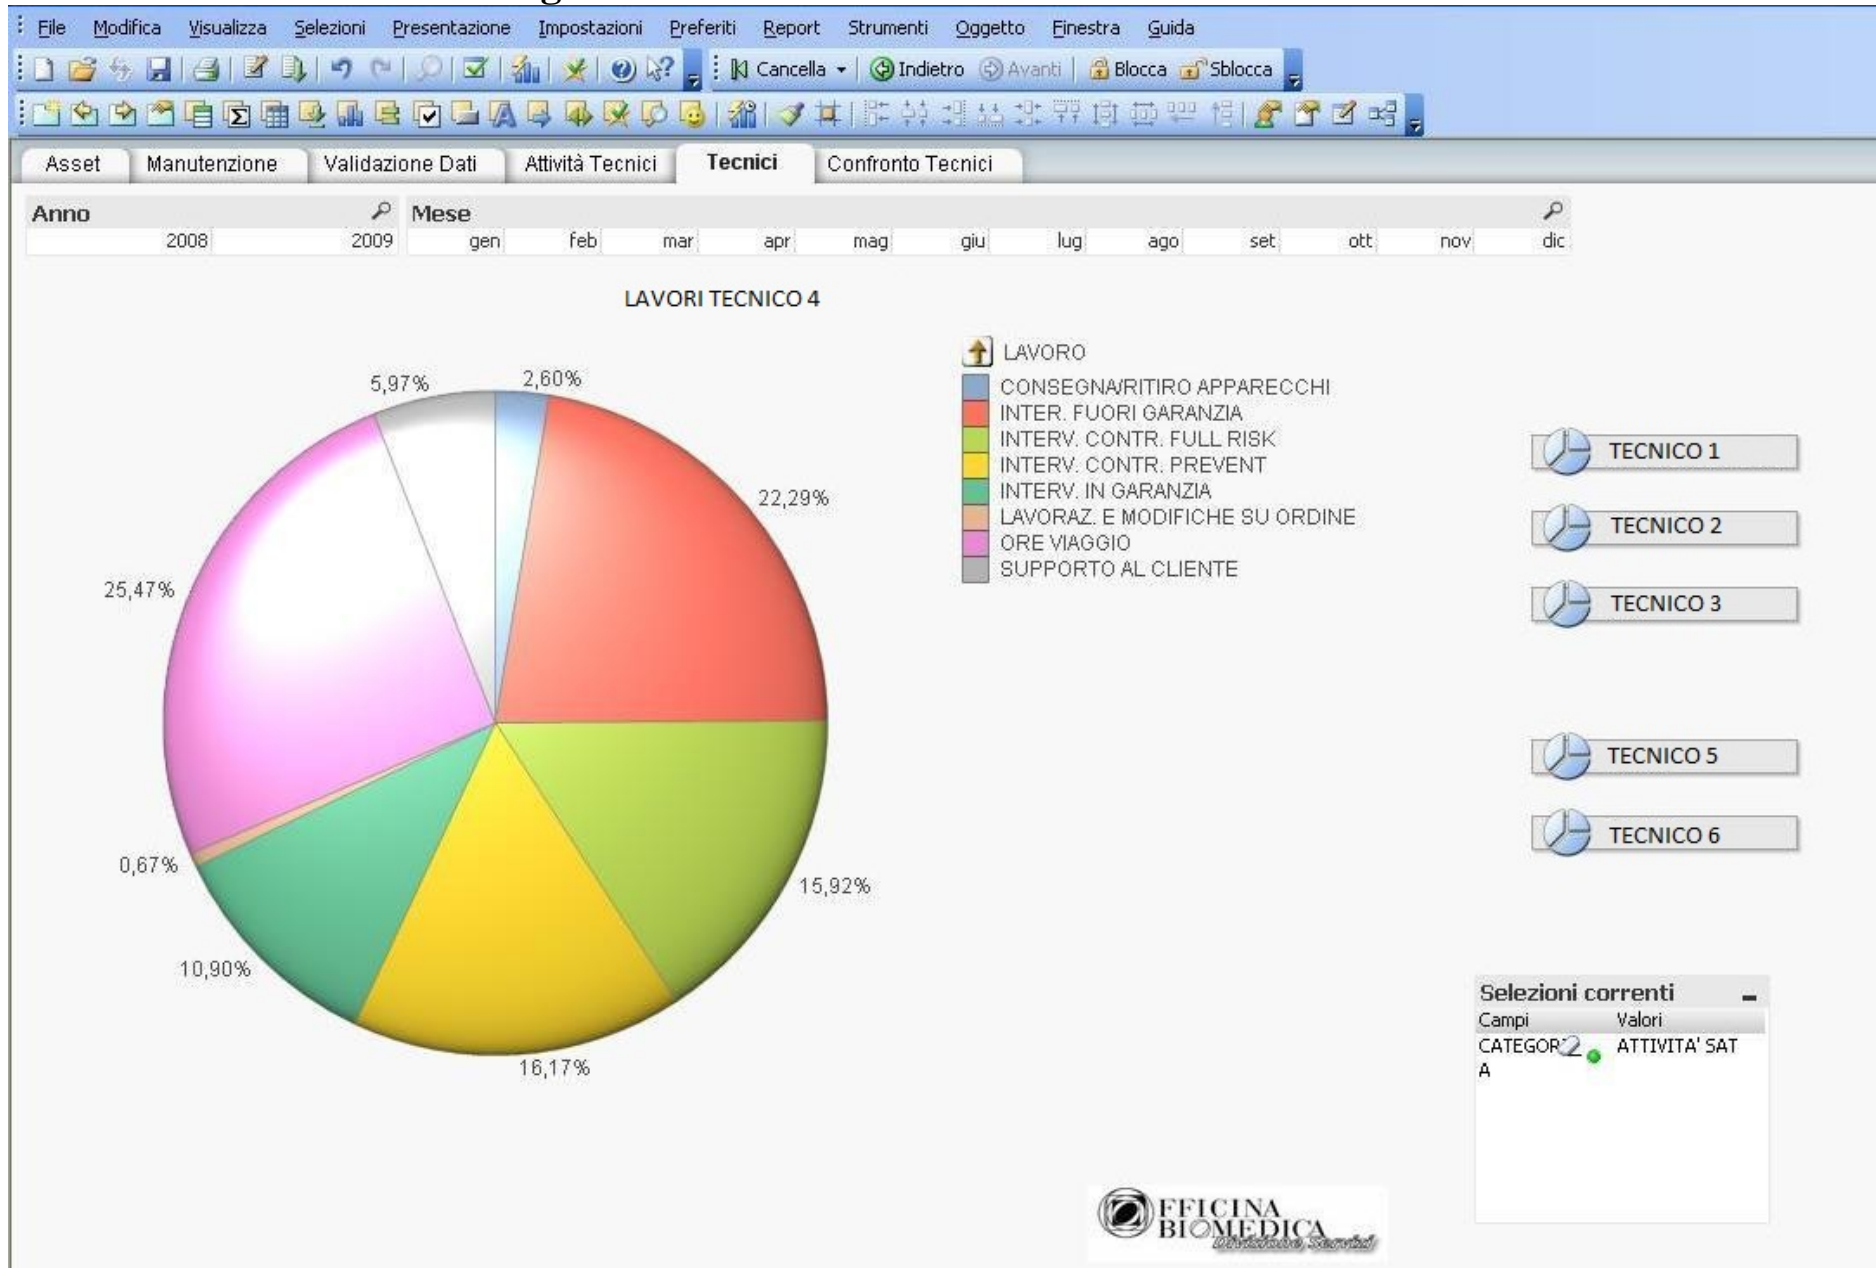 File Modifica Visualizza Selezioni Presentazione Impostazioni Preferiti Report Strumenti Oggetto Finestra Guida
Cancella Indietro Avanti Blocca Sblocca
Asset Manutenzione Validazione Dati Attività Tecnici Tecnici Confronto Tecnici
Anno Mese
2008 2009 gen feb mar apr mag giu lug ago set ott nov dic
LAVORI TECNICO 4
LAVORO
CONSEGNA/RITIRO APPARECCHI
INTER. FUORI GARANZIA
INTERV. CONTR. FULL RISK
INTERV. CONTR. PREVENT
INTERV. IN GARANZIA
LAVORAZ. E MODIFICHE SU ORDINE
ORE VIAGGIO
SUPPORTO AL CLIENTE
5,97%
2,60%
22,29%
25,47%
0,67%
15,92%
10,90%
16,17%
TECNICO 1
TECNICO 2
TECNICO 3
TECNICO 5
TECNICO 6
Selezioni correnti
Campi Valori
CATEGORI ATTIVITA' SAT
A
OFFICINA
BIOMEDICA
Divisione Servizi